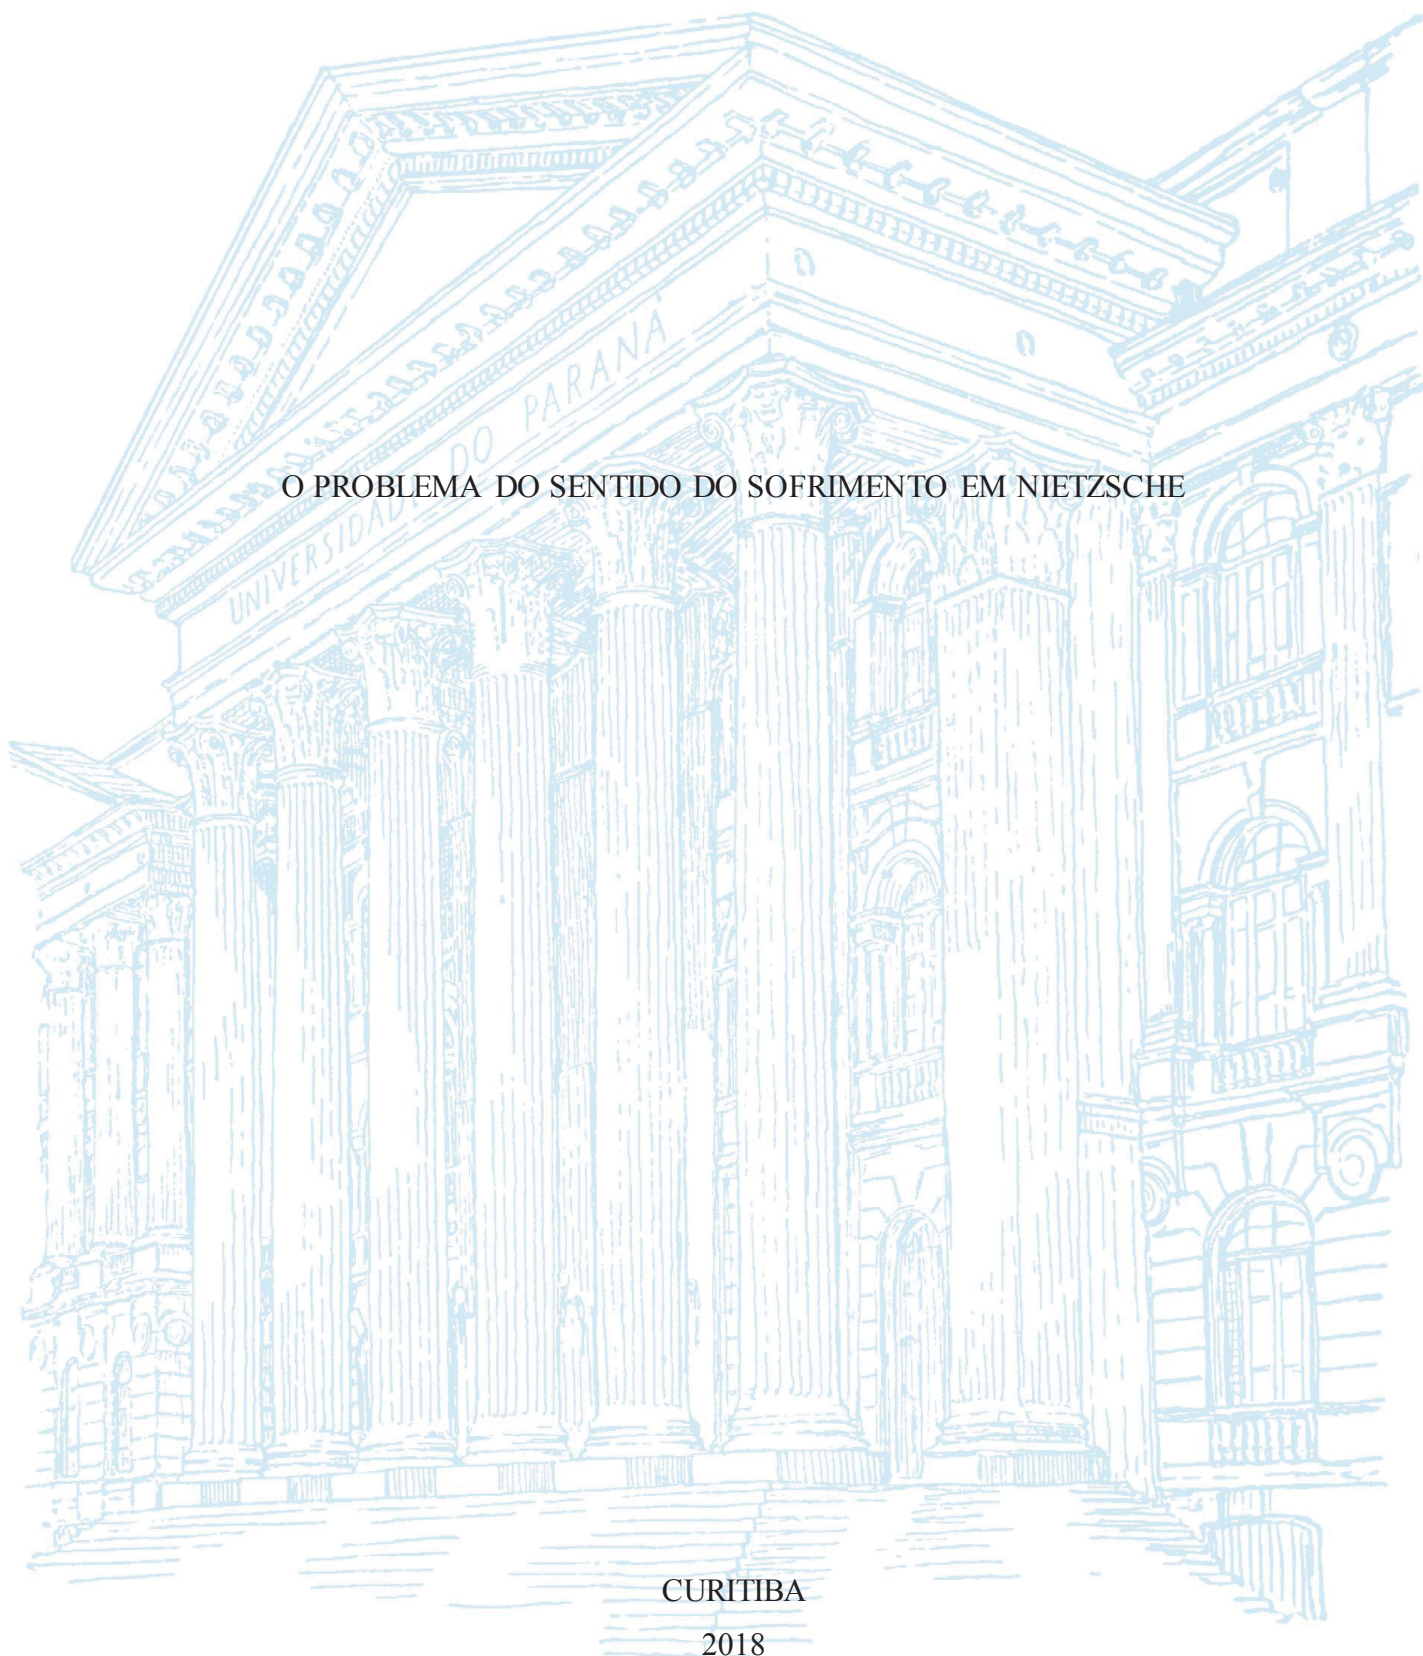 UNIVERSIDADE DO PARANÁ
O PROBLEMA DO SENTIDO DO SOFRIMENTO EM NIETZSCHE
CURITIBA
2018